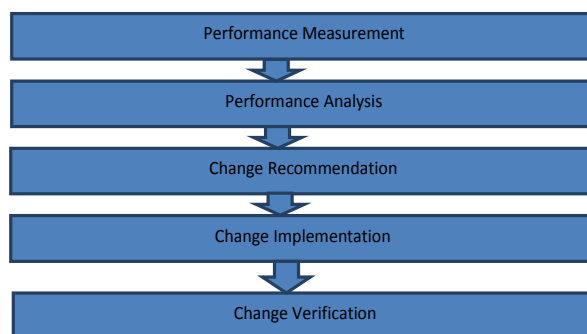 Performance Measurement
Performance Analysis
Change Recommendation
Change Implementation
Change Verification